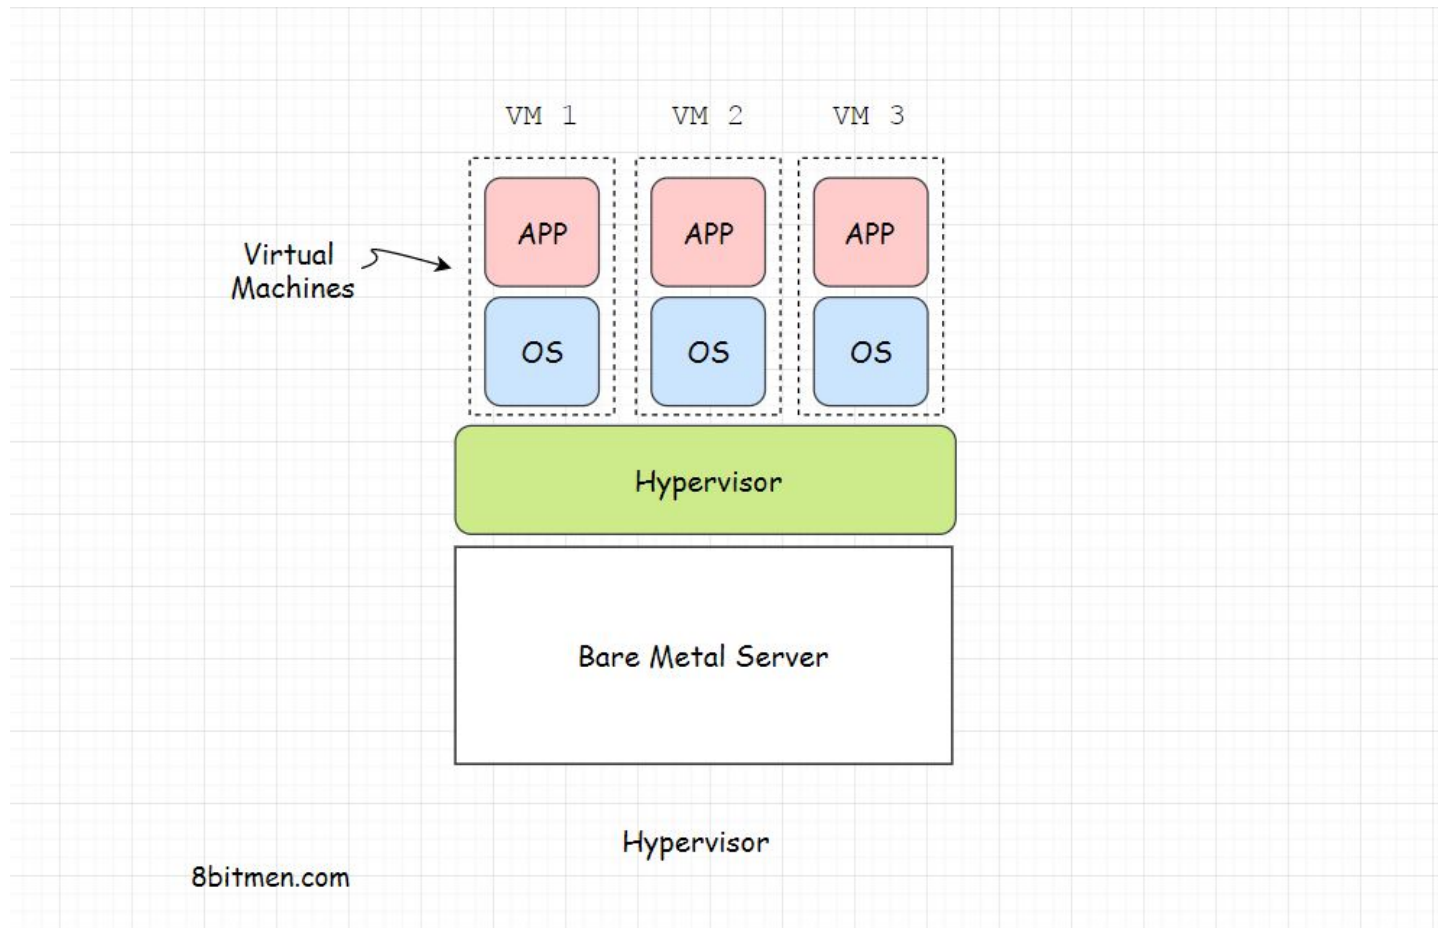 VM 1 VM 2 VM 3
APP APP APP
Virtual
Machines
OS OS OS
Hypervisor
Bare Metal Server
Hypervisor
8bitmen.com